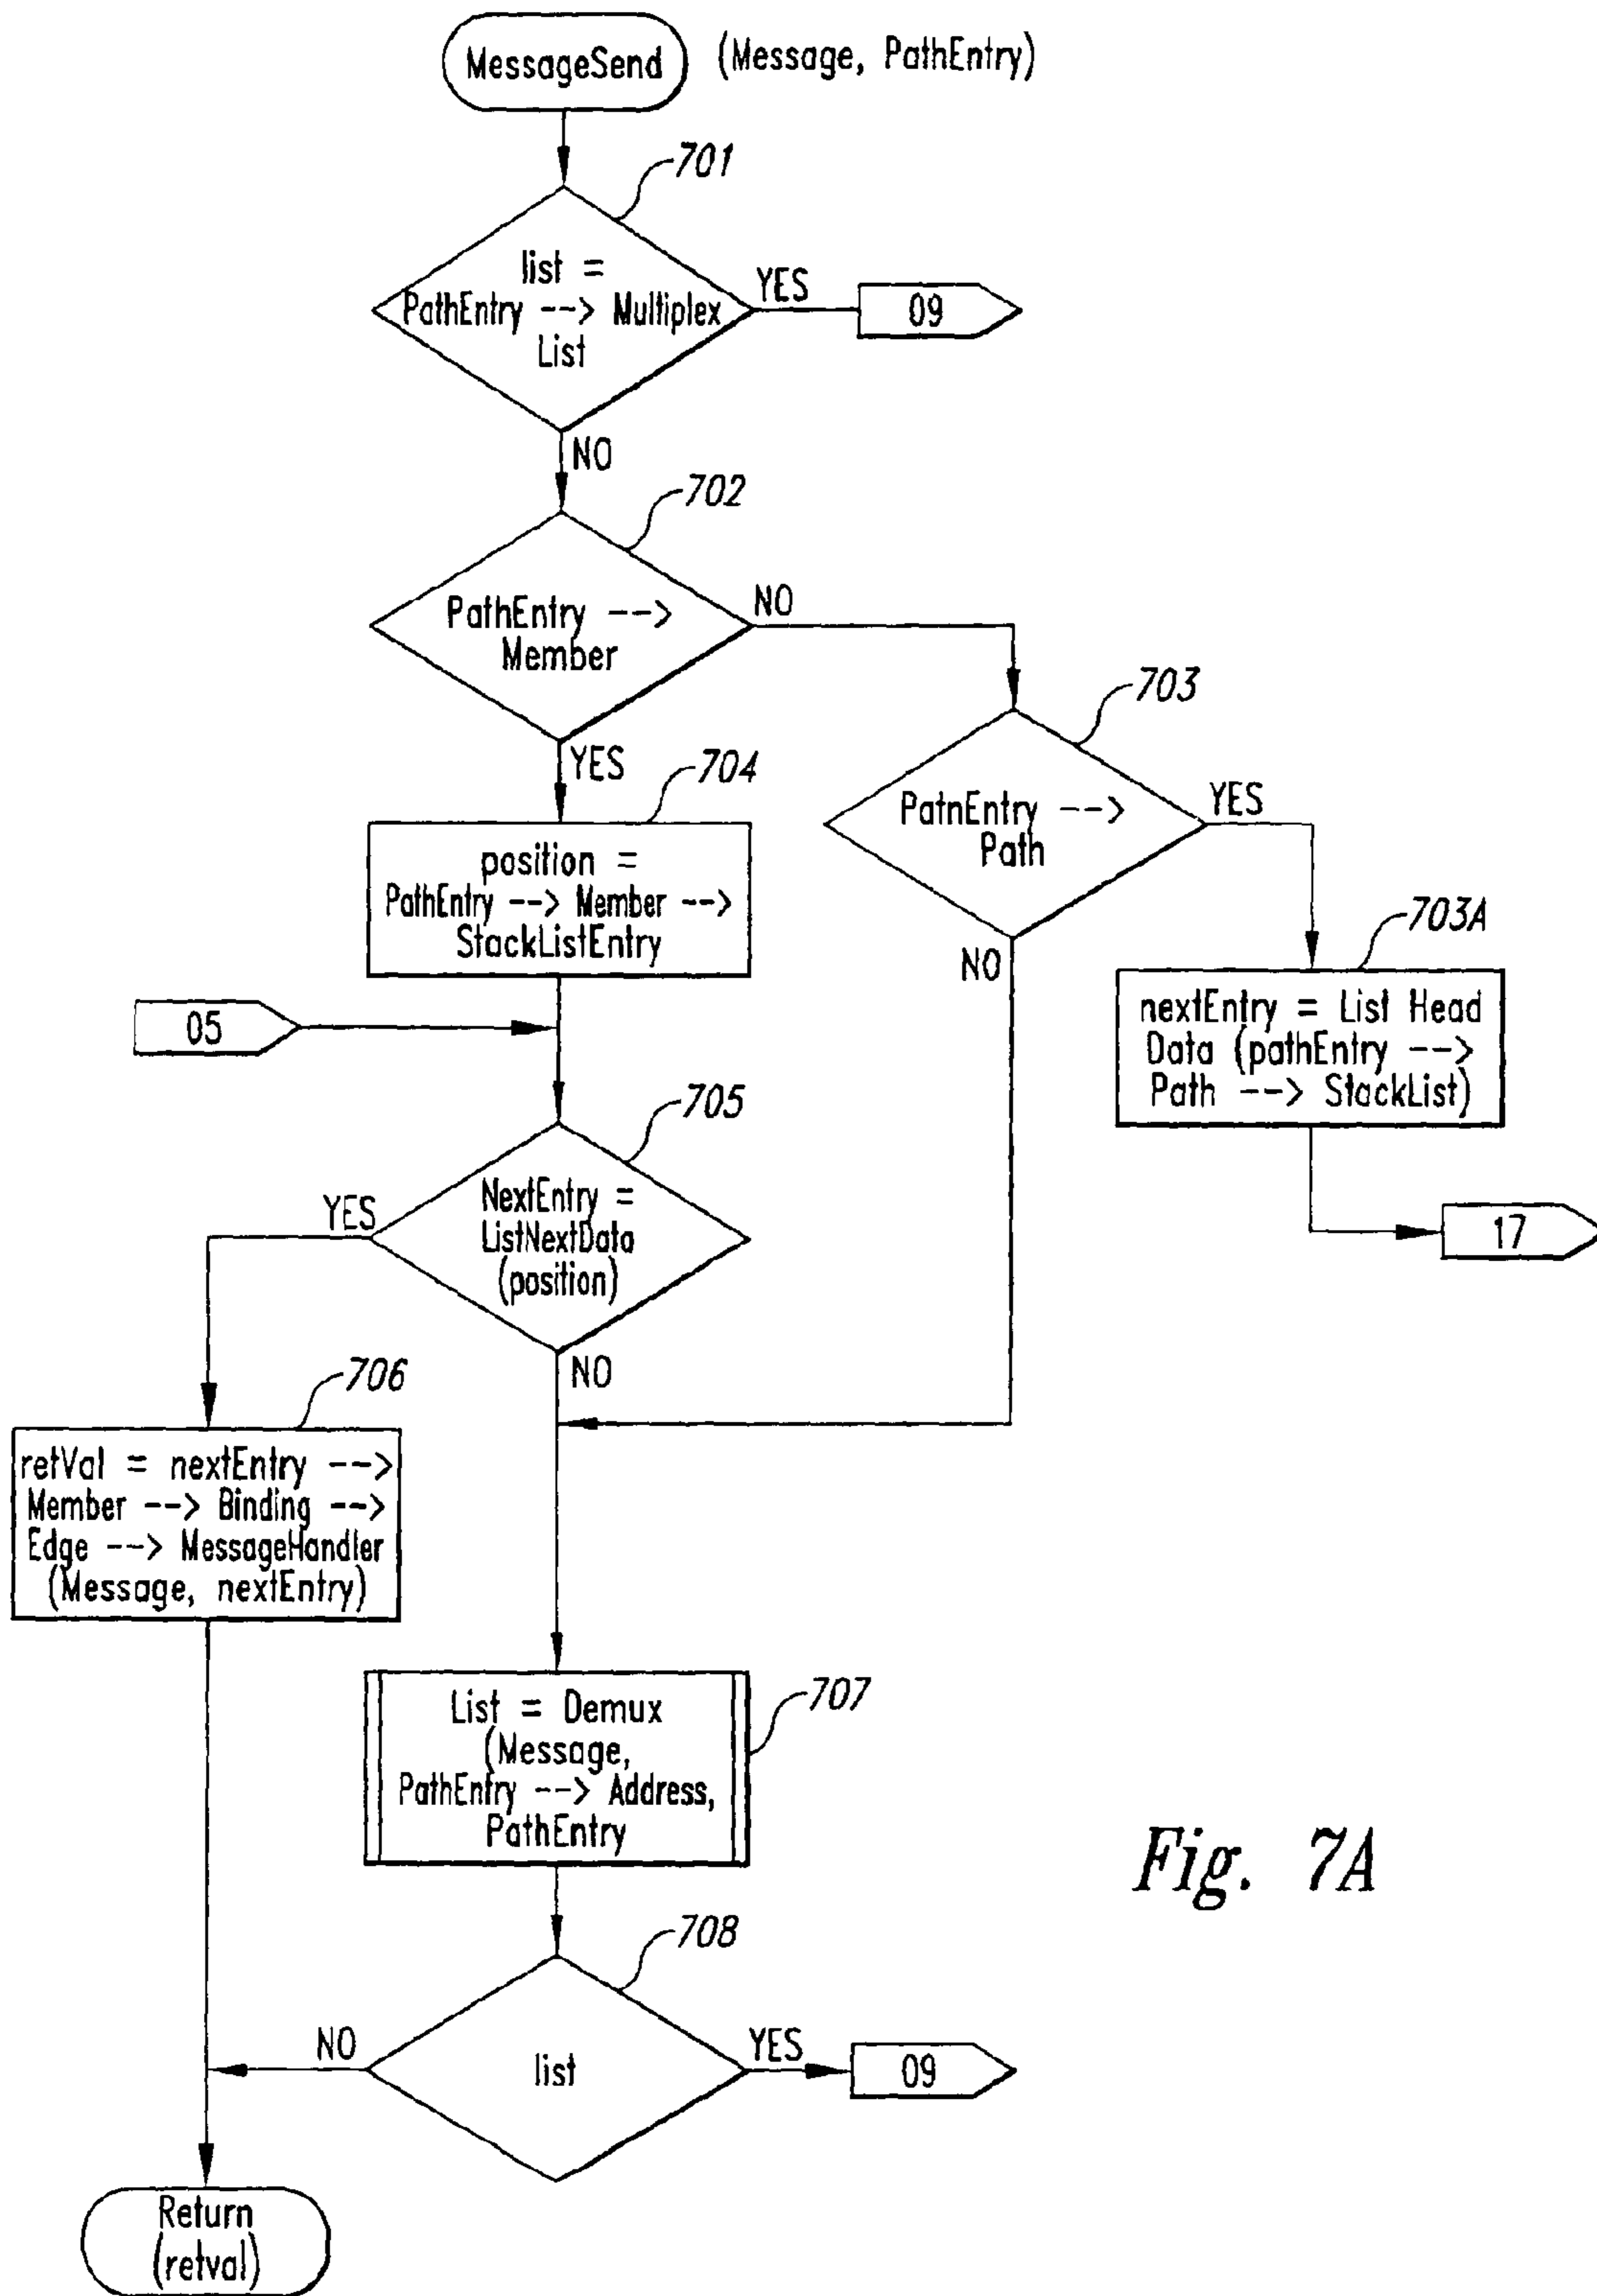 MessageSend (Message, PathEntry)
701
list =
PathEntry --> Multiplex
List
YES
09
NO
702
PathEntry -->
Member
NO
703
PatnEntry -->
Path
YES
YES
704
position =
PathEntry --> Member -->
StackListEntry
NO
703A
nextEntry = List Head
Data (pathEntry -->
Path --> StackList)
05
17
705
NextEntry =
ListNextData
(position)
YES
NO
706
retVal = nextEntry -->
Member --> Binding -->
Edge --> MessageHandler
(Message, nextEntry)
707
List = Demux
(Message,
PathEntry --> Address,
PathEntry
Fig. 7A
708
list
NO
YES
09
Return
(retval)